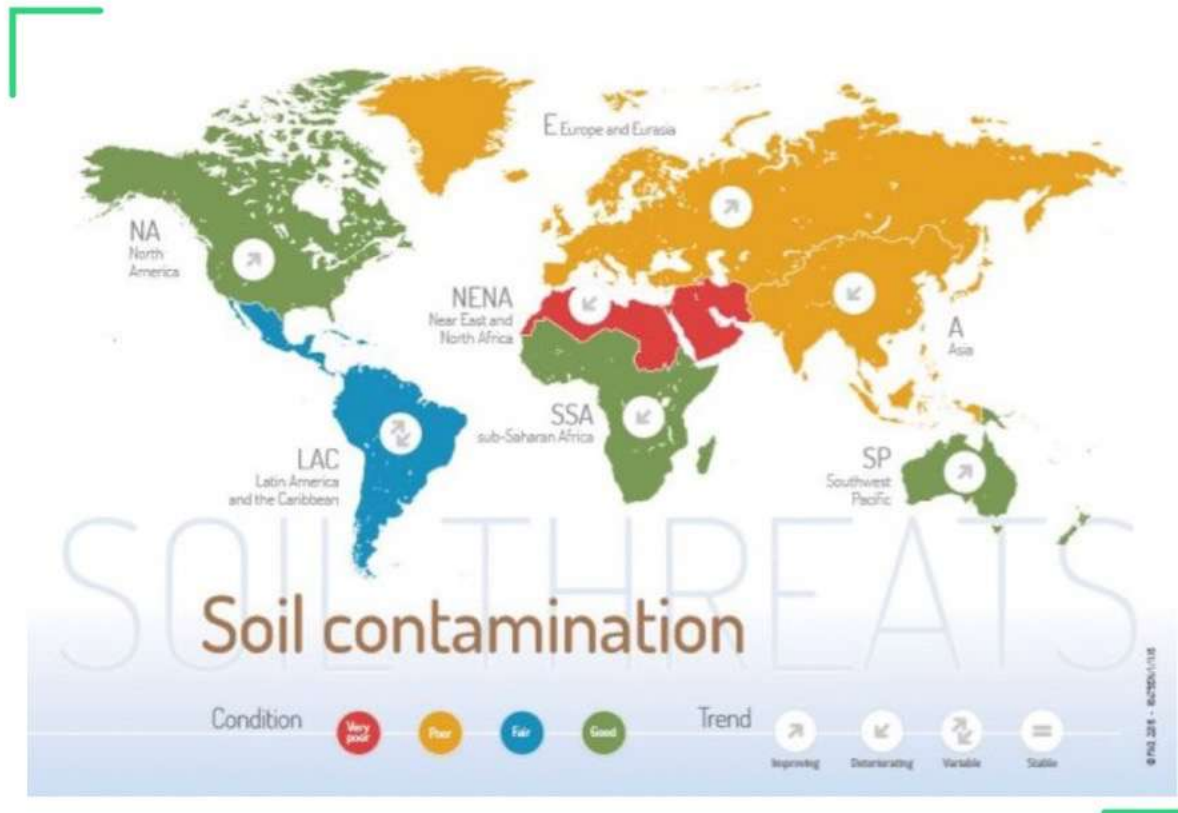 E Europe and Eurasia
NA
North
America
NENA
Near East and
North Africa
A
Asia
SSA
sub-Saharan Africa
LAC
Latin America
and the Caribbean
SP
Southwest
Pacific
SOIL THREATS
Soil contamination
Condition
Very
poor
Poor
Fair
Good
Trend
Improving
Deteriorating
Variable
Stable